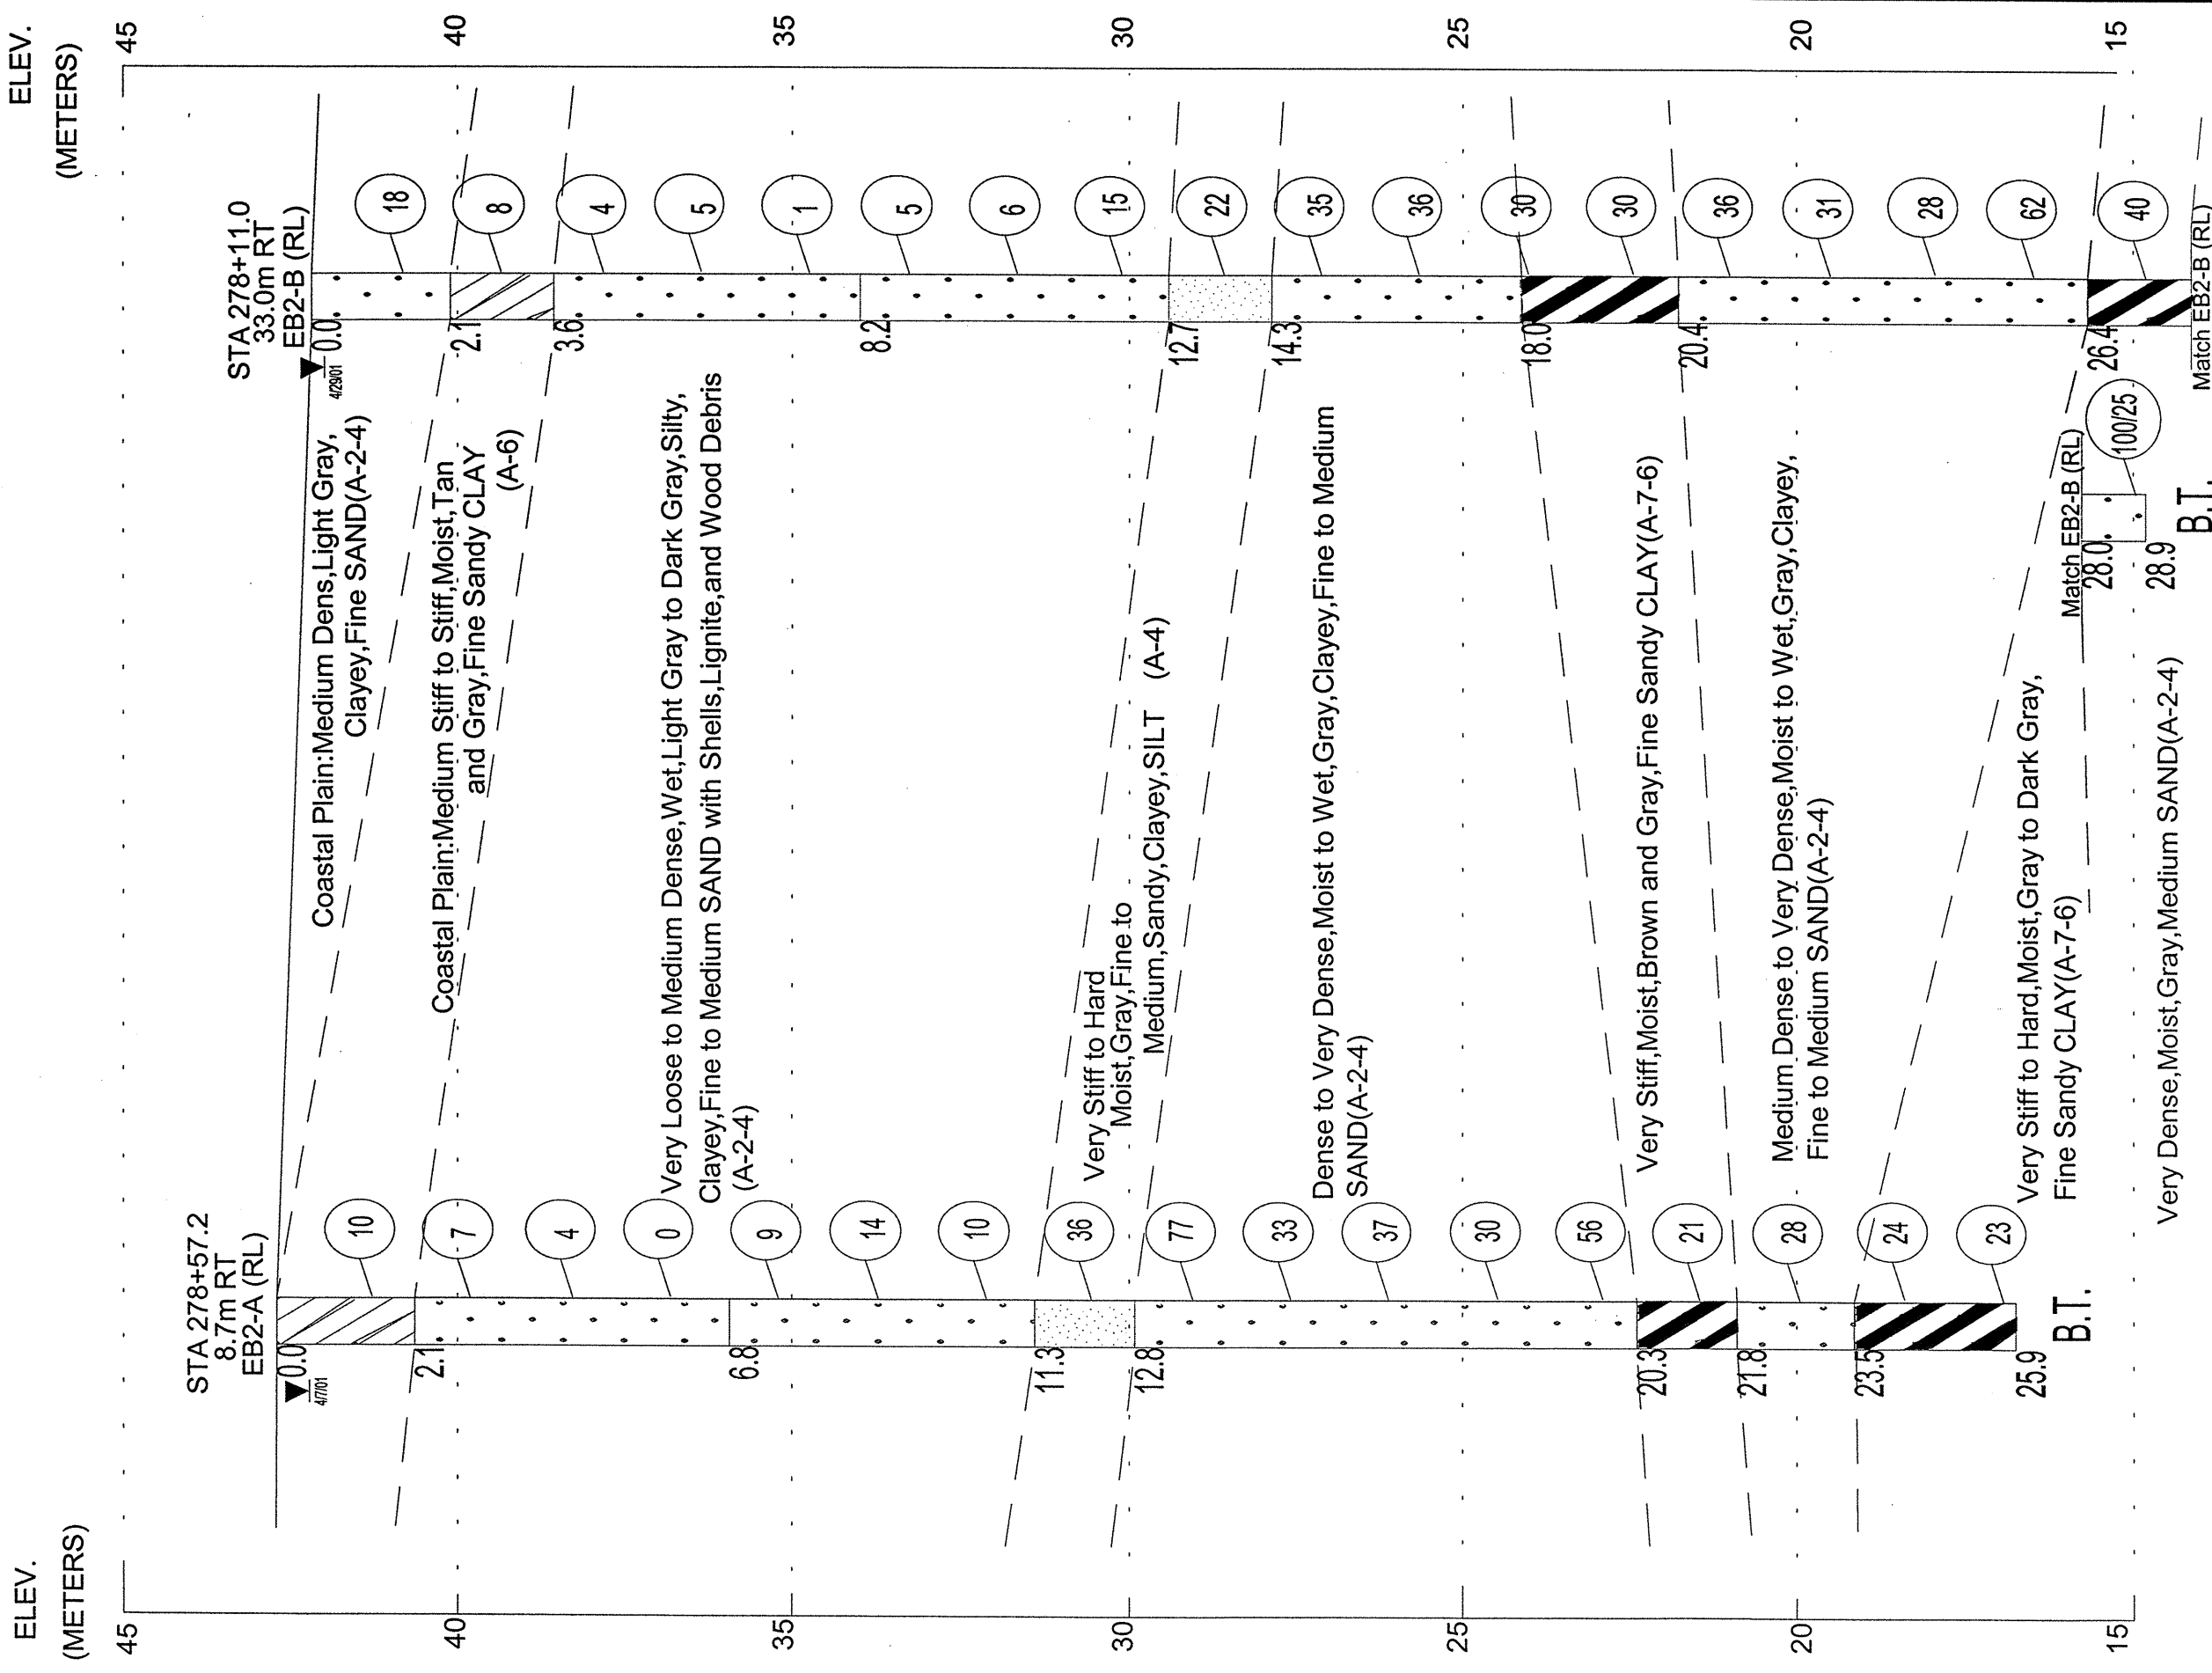 ELEV.
(METERS)
ELEV.
(METERS)
45
40
35
30
25
20
15
45
40
35
30
25
20
15
STA 278+57.2
8.7m RT
EB2-A (RL)
0.0
4/7/01
2.1
6.8
11.3
12.8
20.3
21.8
23.5
25.9
B.T.
10
7
4
0
9
14
10
36
77
33
37
30
56
21
28
24
23
STA 278+11.0
33.0m RT
EB2-B (RL)
0.0
4/29/01
2.1
3.6
8.2
12.7
14.3
18.0
20.4
26.4
Match EB2-B (RL)
18
8
4
5
1
5
6
15
22
35
36
30
30
36
31
28
62
40
Match EB2-B (RL)
28.0
28.9
100/25
B.T.
Coastal Plain:Medium Dens,Light Gray,
Clayey,Fine SAND(A-2-4)
Coastal Plain:Medium Stiff to Stiff,Moist,Tan
and Gray,Fine Sandy CLAY
(A-6)
Very Loose to Medium Dense,Wet,Light Gray to Dark Gray,Silty,
Clayey,Fine to Medium SAND with Shells,Lignite,and Wood Debris
(A-2-4)
Very Stiff to Hard
Moist,Gray,Fine to
Medium,Sandy,Clayey,SILT (A-4)
Dense to Very Dense,Moist to Wet,Gray,Clayey,Fine to Medium
SAND(A-2-4)
Very Stiff,Moist,Brown and Gray,Fine Sandy CLAY(A-7-6)
Medium Dense to Very Dense,Moist to Wet,Gray,Clayey,
Fine to Medium SAND(A-2-4)
Very Stiff to Hard,Moist,Gray to Dark Gray,
Fine Sandy CLAY(A-7-6)
Very Dense,Moist,Gray,Medium SAND(A-2-4)